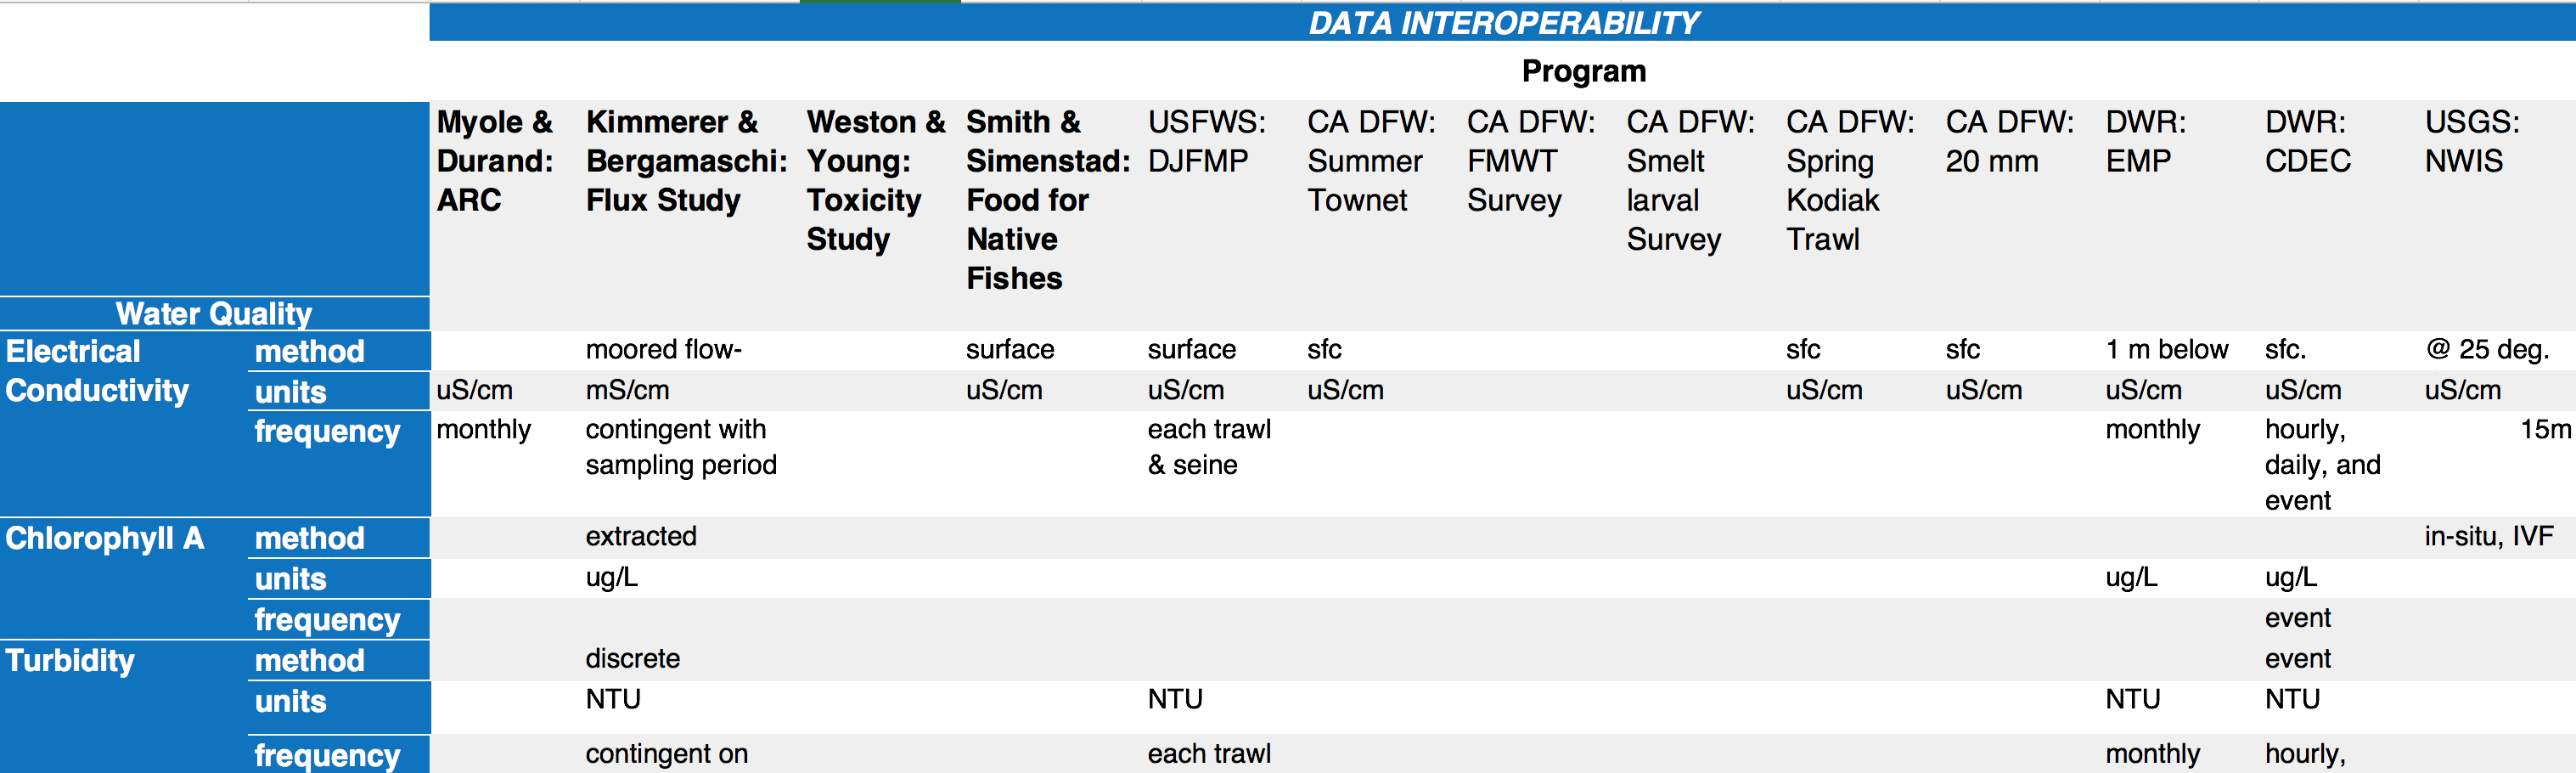 DATA INTEROPERABILITY
Program
Myole & Kimmerer & Weston & Smith & USFWS: CA DFW: CA DFW: CA DFW: CA DFW: CA DFW: DWR: DWR: USGS:
Durand: Bergamaschi: Young: Simenstad: DJFMP Summer FMWT Smelt Spring 20 mm EMP CDEC NWIS
ARC Flux Study Toxicity Food for Townet Survey larval Kodiak
Study Native Survey Trawl
Fishes
Water Quality
Electrical method moored flow- surface surface sfc sfc sfc 1 m below sfc. @ 25 deg.
Conductivity units uS/cm mS/cm uS/cm uS/cm uS/cm uS/cm uS/cm uS/cm uS/cm uS/cm
frequency monthly contingent with each trawl monthly hourly, 15m
sampling period & seine daily, and
event
Chlorophyll A method extracted in-situ, IVF
units ug/L ug/L ug/L
frequency event
Turbidity method discrete event
units NTU NTU NTU NTU
frequency contingent on each trawl monthly hourly,